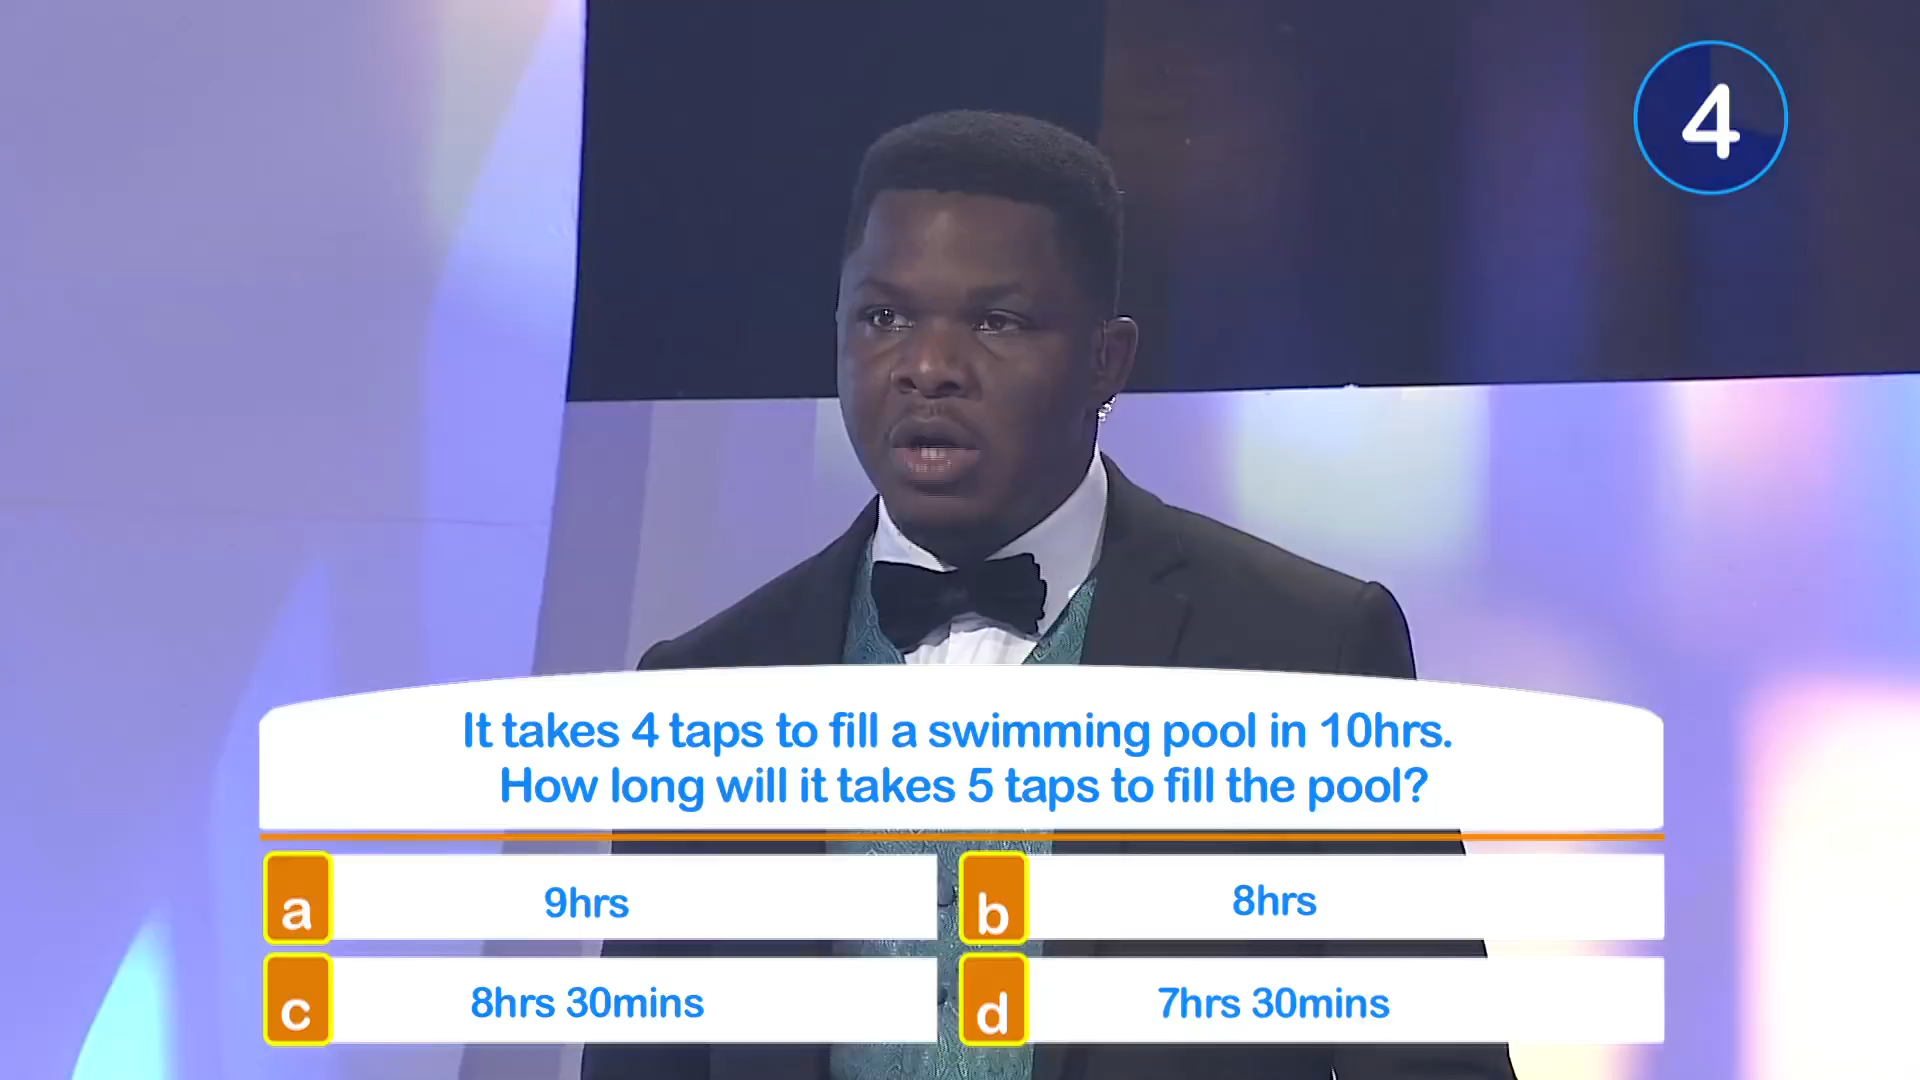 4
It takes 4 taps to fill a swimming pool in 10hrs.
How long will it takes 5 taps to fill the pool?
a 9hrs
b 8hrs
c 8hrs 30mins
d 7hrs 30mins